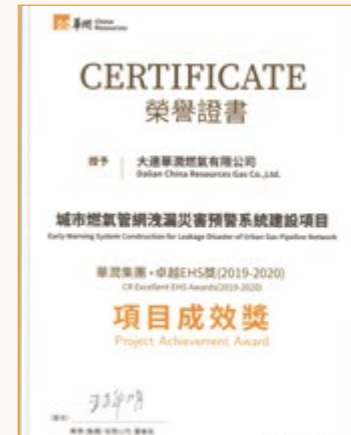 華潤 China Resources
CERTIFICATE
榮譽證書
授予 大連華潤燃氣有限公司
Dalian China Resources Gas Co.,Ltd.
城市燃氣管網洩漏災害預警系統建設項目
Early Warning System Construction for Leakage Disaster of Urban Gas Pipeline Network
華潤集團·卓越EHS獎(2019-2020)
CR Excellent EHS Awards(2019-2020)
項目成效獎
Project Achievement Award